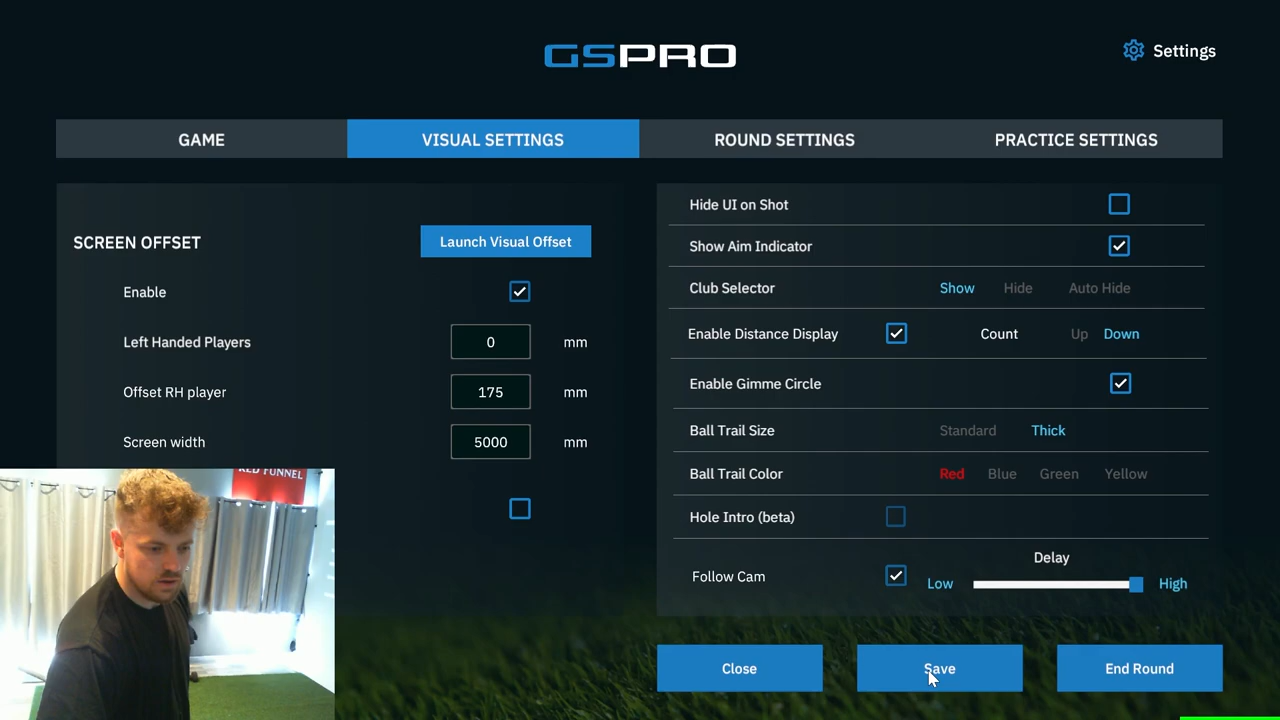 GSPRO
Settings
GAME
VISUAL SETTINGS
ROUND SETTINGS
PRACTICE SETTINGS
SCREEN OFFSET
Launch Visual Offset
Enable
Left Handed Players 0 mm
Offset RH player 175 mm
Screen width 5000 mm
Hide UI on Shot
Show Aim Indicator
Club Selector Show Hide Auto Hide
Enable Distance Display Count Up Down
Enable Gimme Circle
Ball Trail Size Standard Thick
Ball Trail Color Red Blue Green Yellow
Hole Intro (beta)
Delay
Follow Cam Low High
Close
Save
End Round
RED FUNNEL